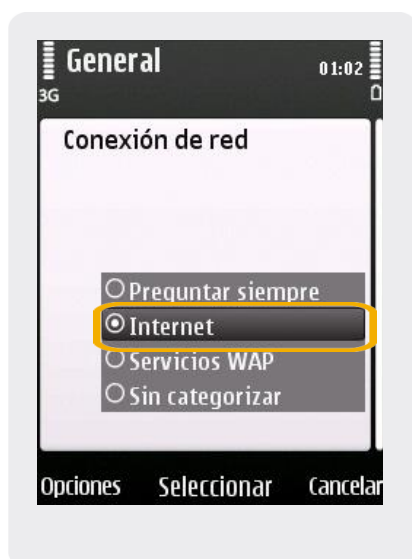 General
01:02
3G
Conexión de red
Preguntar siempre
Internet
Servicios WAP
Sin categorizar
Opciones Seleccionar Cancelar